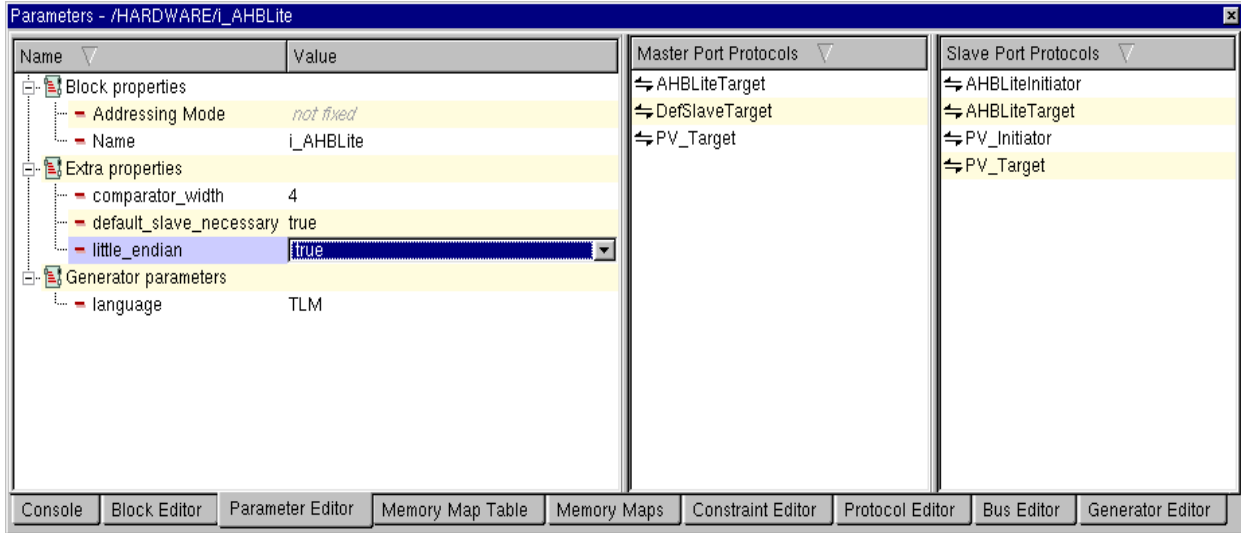 Parameters - /HARDWARE/i_AHBLite
Name Value
Block properties
Addressing Mode not fixed
Name i_AHBLite
Extra properties
comparator_width 4
default_slave_necessary true
little_endian true
Generator parameters
language TLM
Master Port Protocols
AHBLiteTarget
DefSlaveTarget
PV_Target
Slave Port Protocols
AHBLiteInitiator
AHBLiteTarget
PV_Initiator
PV_Target
Console Block Editor Parameter Editor Memory Map Table Memory Maps Constraint Editor Protocol Editor Bus Editor Generator Editor